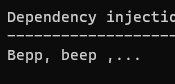 Dependency injectio
--------------------
Bepp, beep ,...